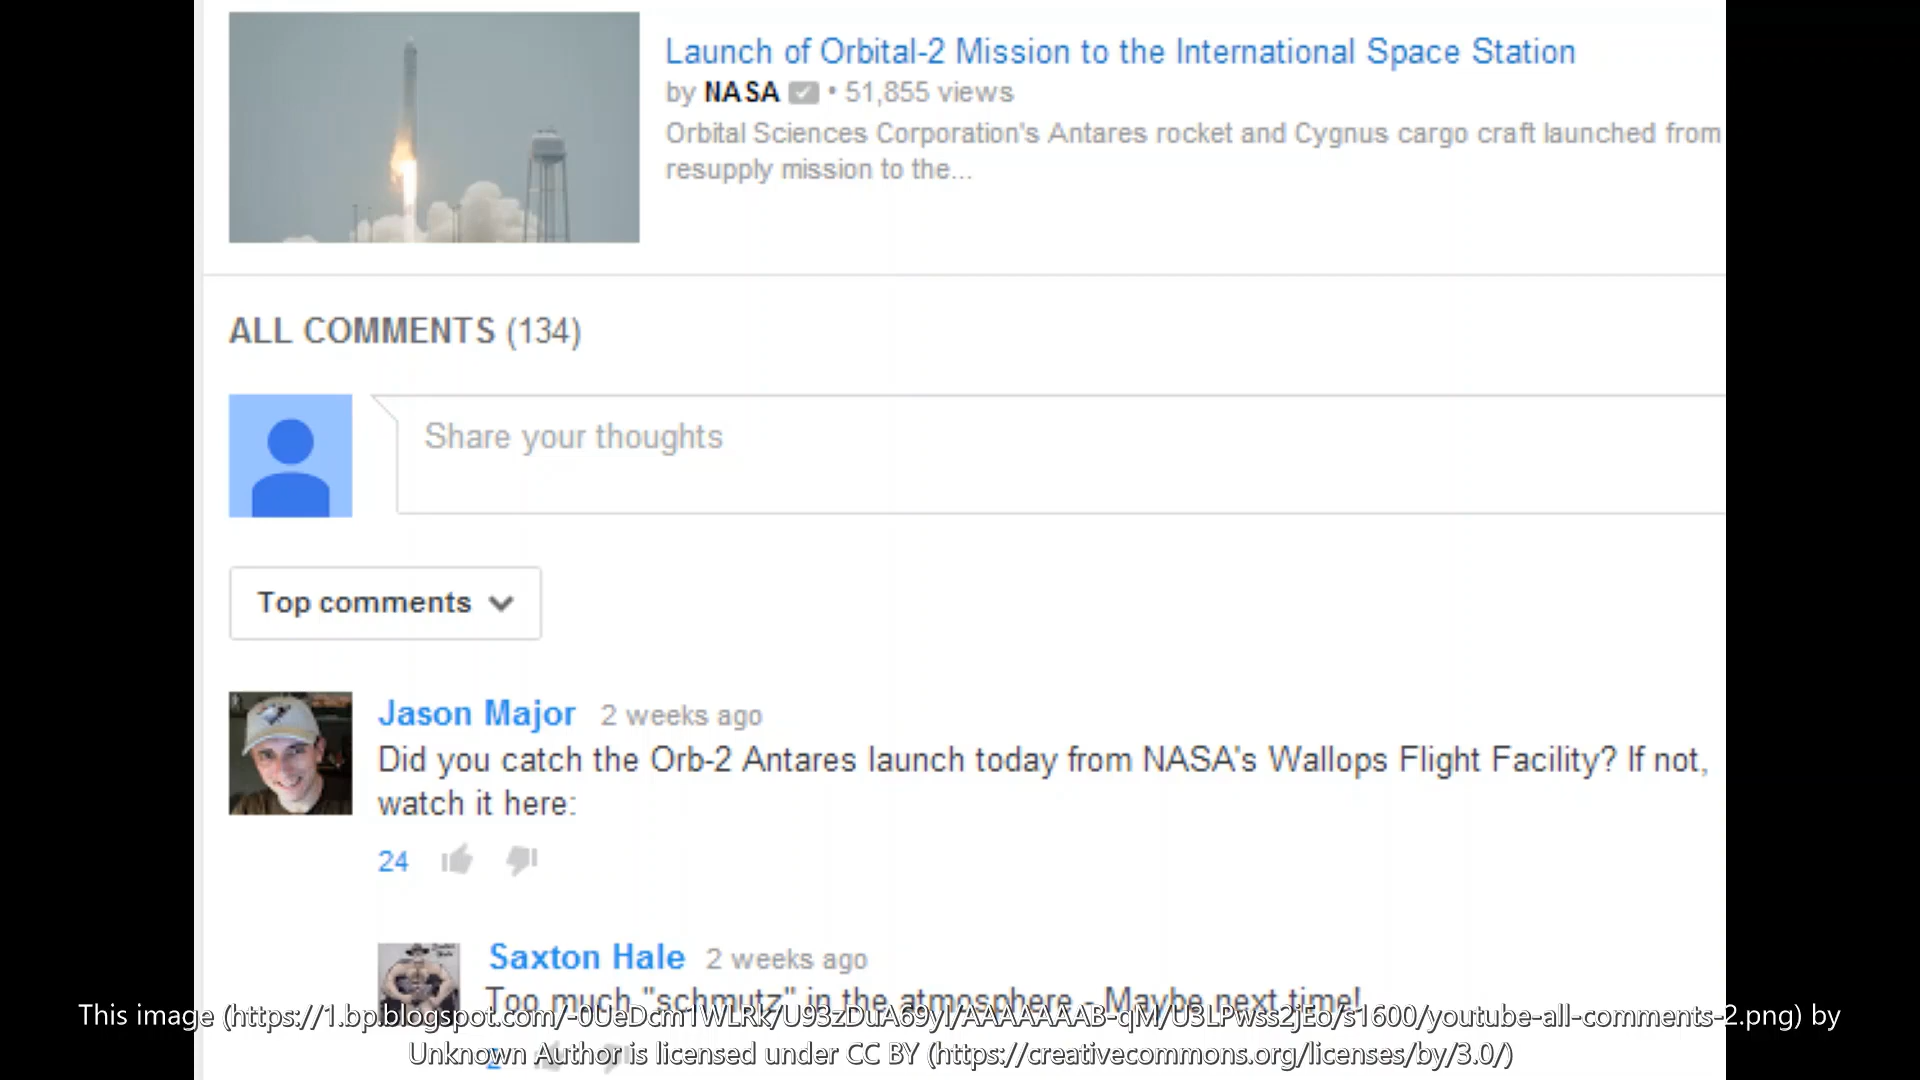 Launch of Orbital-2 Mission to the International Space Station
by NASA • 51,855 views
Orbital Sciences Corporation's Antares rocket and Cygnus cargo craft launched from
resupply mission to the...
ALL COMMENTS (134)
Share your thoughts
Top comments
Jason Major 2 weeks ago
Did you catch the Orb-2 Antares launch today from NASA's Wallops Flight Facility? If not,
watch it here:
24
Saxton Hale 2 weeks ago
Too much "schmutz" in the atmosphere - Maybe next time!
This image (https://1.bp.blogspot.com/-0UeDcm1WLRk/U93zDuA69yI/AAAAAAAB-qM/U3LPwss2jEo/s1600/youtube-all-comments-2.png) by
Unknown Author is licensed under CC BY (https://creativecommons.org/licenses/by/3.0/)